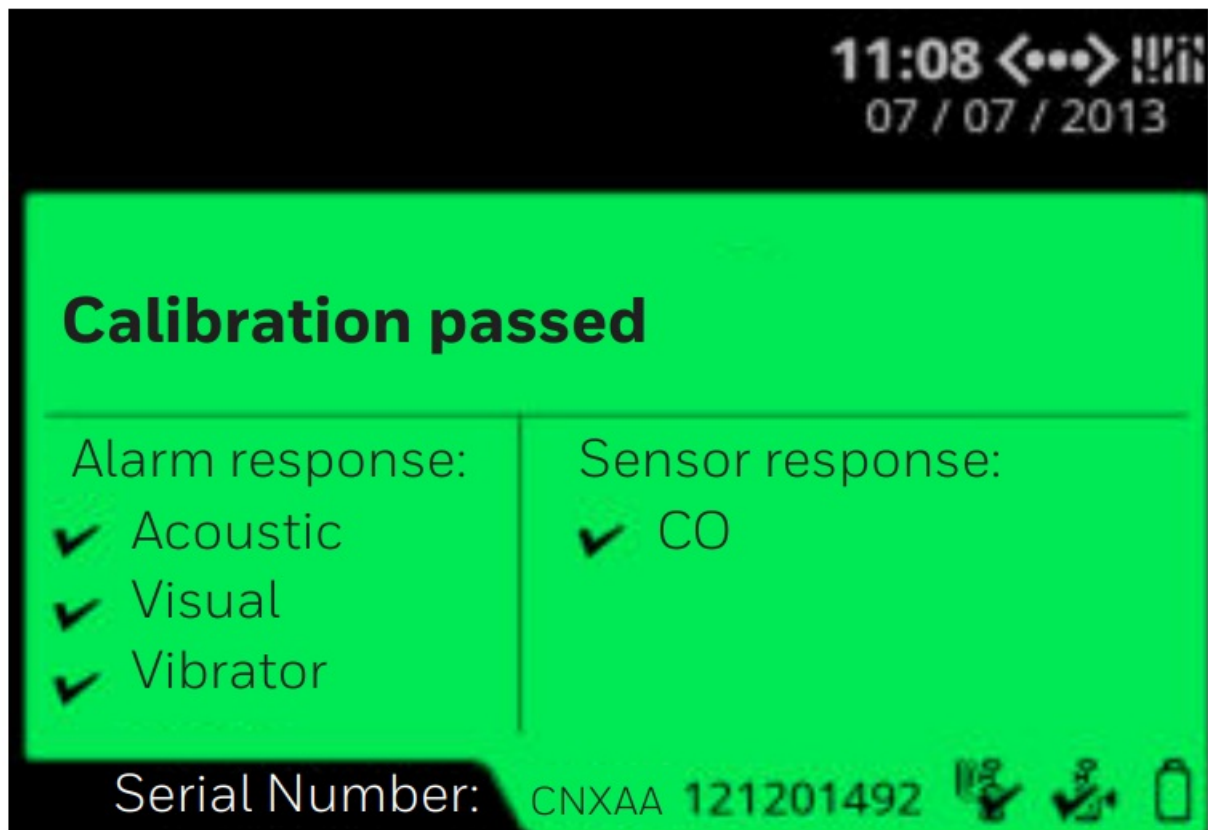 11:08
07 / 07 / 2013
Calibration passed
Alarm response:
Acoustic
Visual
Vibrator
Sensor response:
CO
Serial Number: CNXAA 121201492